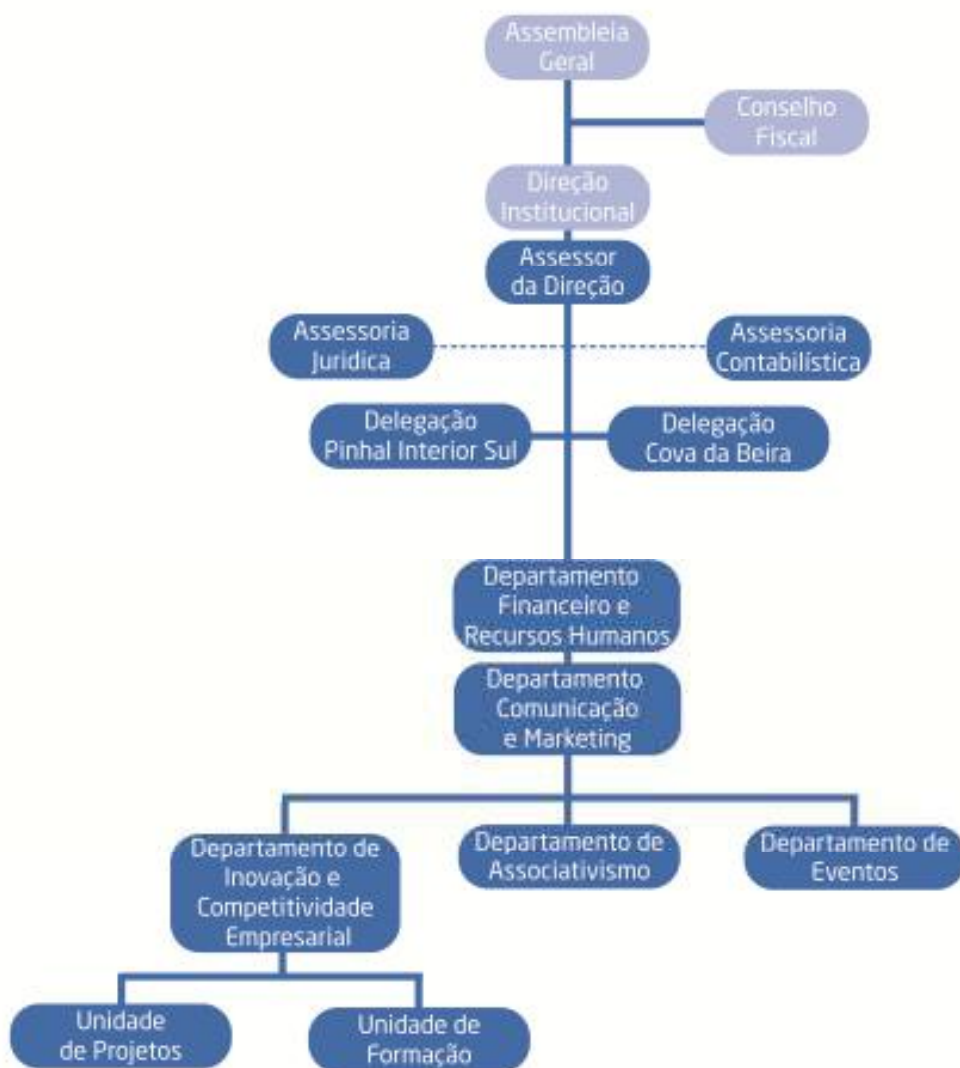 Assembleia
Geral
Conselho
Fiscal
Direção
Institucional
Assessor
da Direção
Assessoria
Juridica
Assessoria
Contabilística
Delegação
Pinhal Interior Sul
Delegação
Cova da Beira
Departamento
Financeiro e
Recursos Humanos
Departamento
Comunicação
e Marketing
Departamento de
Inovação e
Competitividade
Empresarial
Departamento de
Associativismo
Departamento de
Eventos
Unidade
de Projetos
Unidade de
Formação